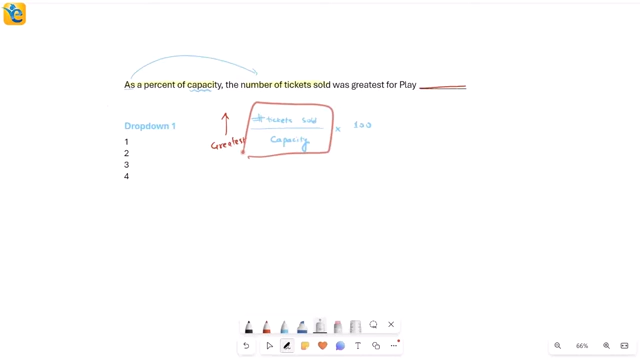 As a percent of capacity, the number of tickets sold was greatest for Play
Dropdown 1
1
2
3
4
Greatest
# tickets sold
Capacity
x 100
66%